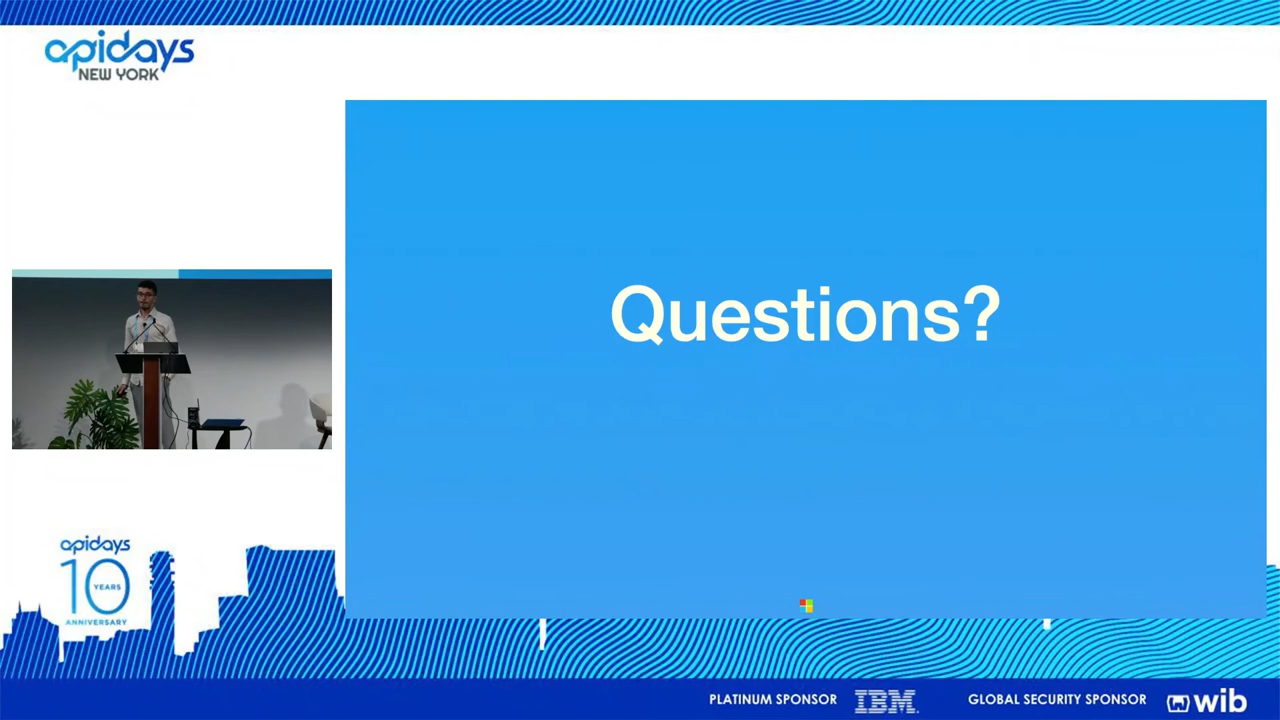 apidays
NEW YORK
Questions?
apidays
10
YEARS
ANNIVERSARY
PLATINUM SPONSOR
IBM
GLOBAL SECURITY SPONSOR
wib